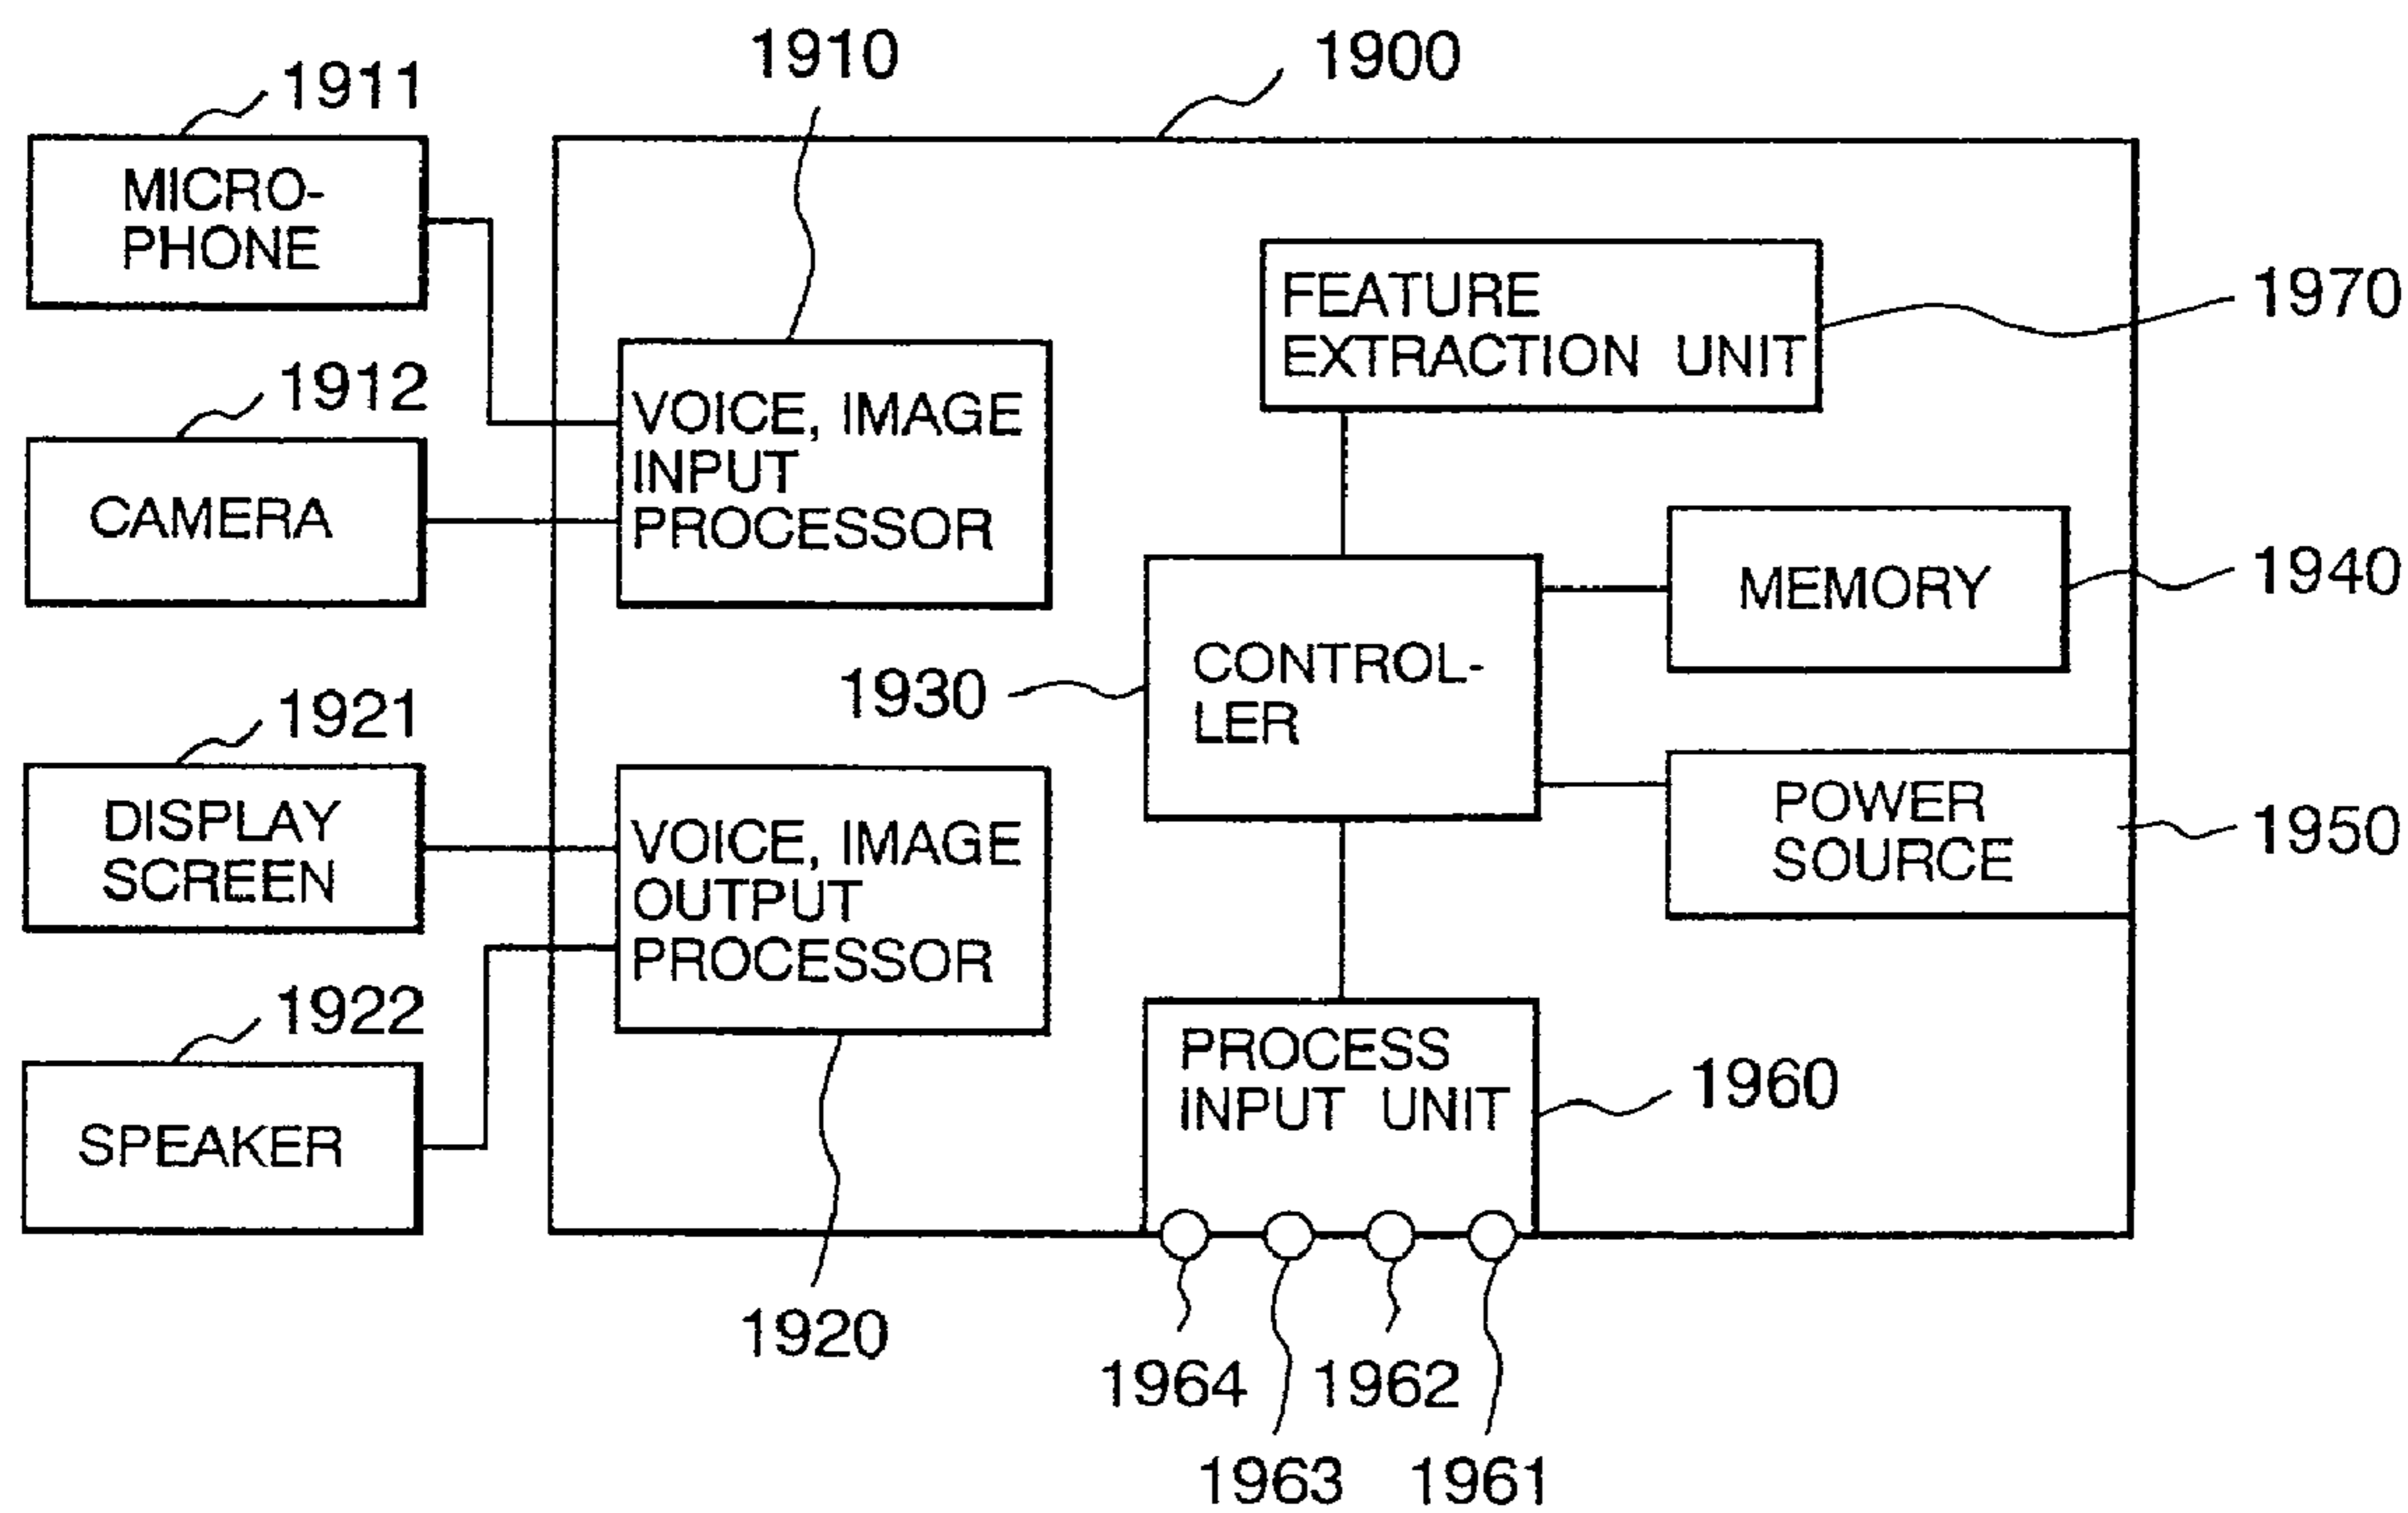 1910
1900
1911
MICRO-
PHONE
FEATURE
EXTRACTION UNIT
1970
1912
VOICE, IMAGE
INPUT
PROCESSOR
CAMERA
MEMORY
1940
1930
CONTROL-
LER
1921
DISPLAY
SCREEN
VOICE, IMAGE
OUTPUT
PROCESSOR
POWER
SOURCE
1950
1922
SPEAKER
PROCESS
INPUT UNIT
1960
1920
1964
1962
1963
1961